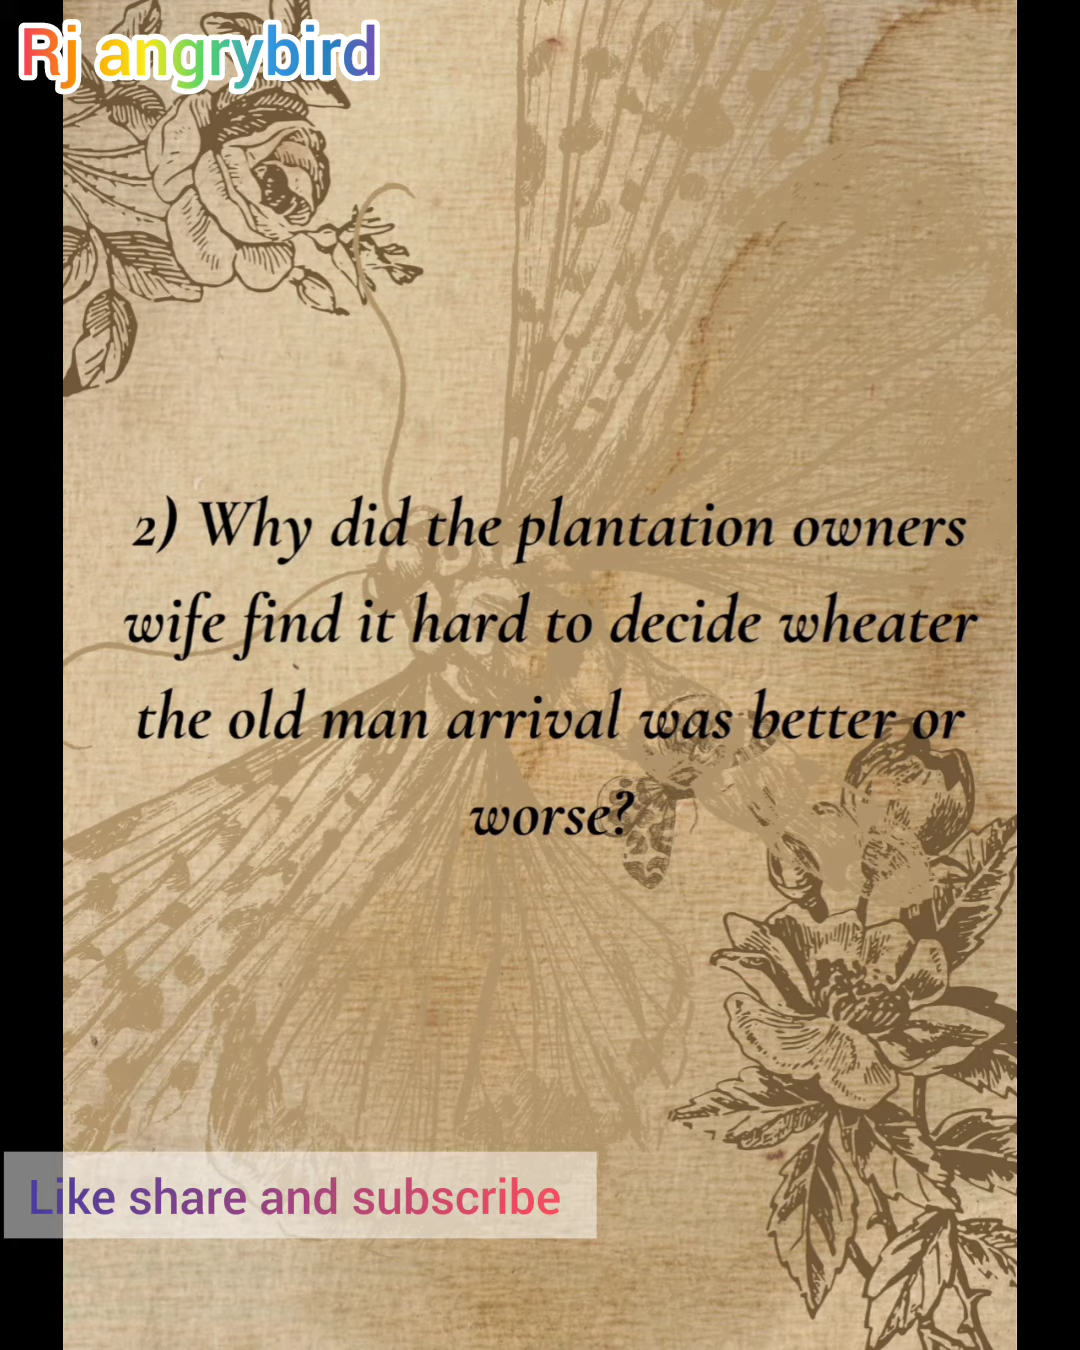 Rj angrybird
2) Why did the plantation owners
wife find it hard to decide wheater
the old man arrival was better or
worse?
Like share and subscribe